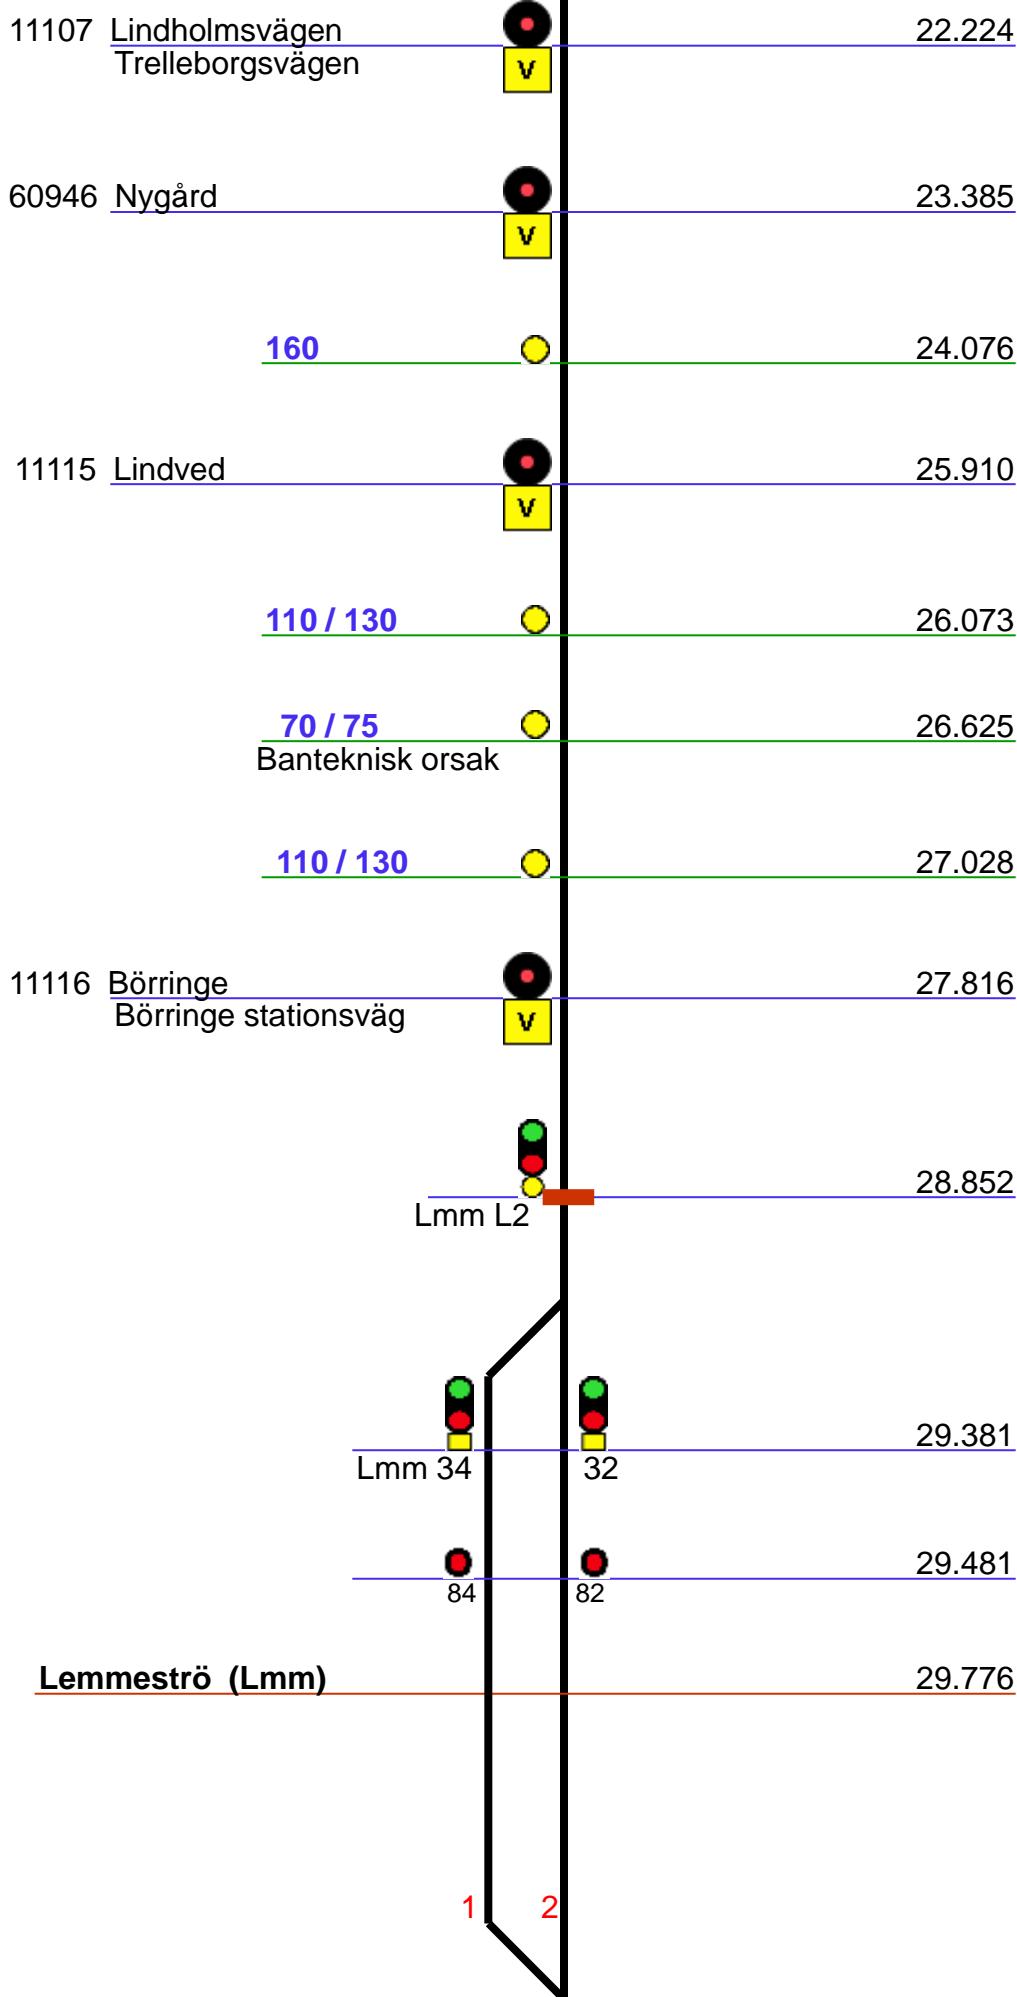 11107 Lindholmsvägen 22.224
Trelleborgsvägen
V
60946 Nygård 23.385
V
160 24.076
11115 Lindved 25.910
V
110 / 130 26.073
70 / 75 26.625
Banteknisk orsak
110 / 130 27.028
11116 Börringe 27.816
Börringe stationsväg
V
28.852
Lmm L2
29.381
Lmm 34 32
29.481
84 82
Lemmeströ (Lmm) 29.776
1 2